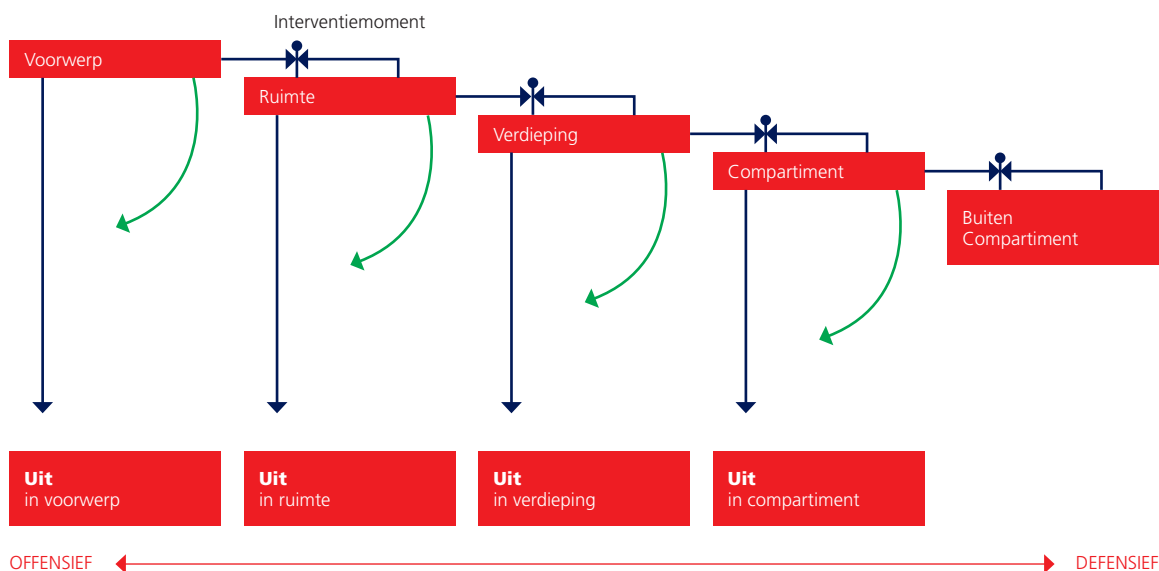 Interventiemoment
Voorwerp
Ruimte
Verdieping
Compartiment
Buiten
Compartiment
Uit
in voorwerp
Uit
in ruimte
Uit
in verdieping
Uit
in compartiment
OFFENSIEF
DEFENSIEF